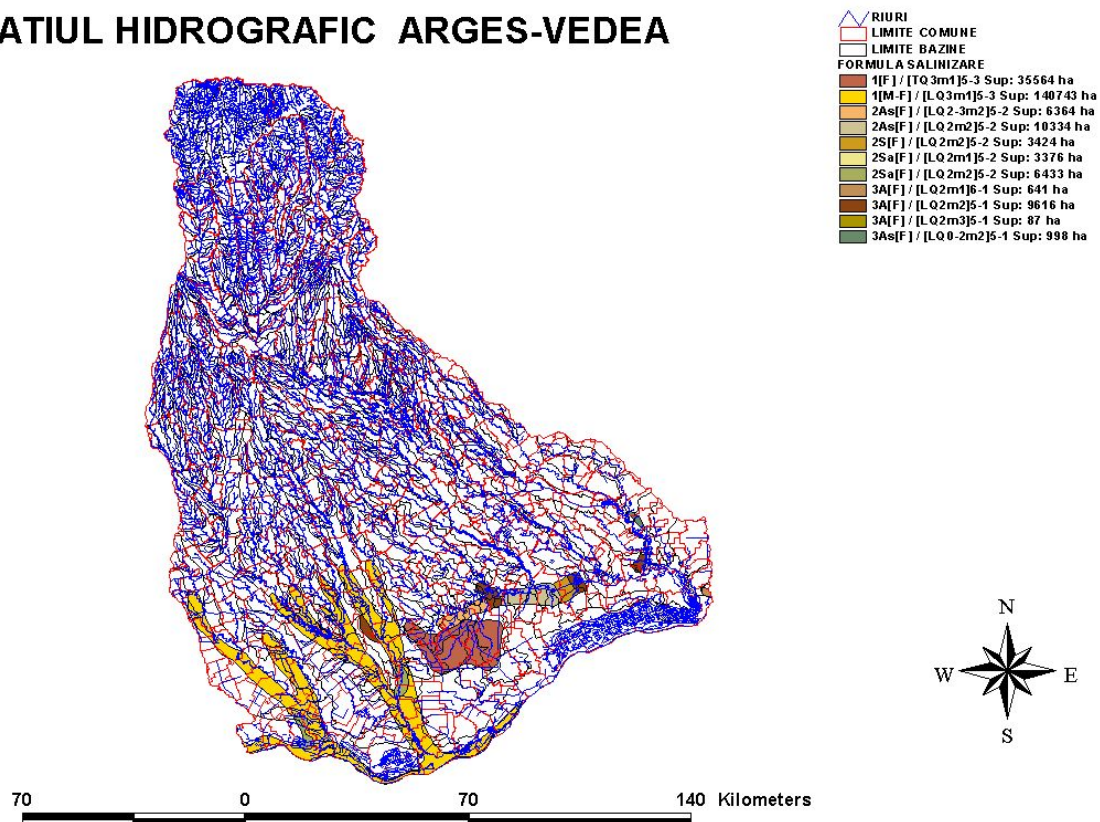 ATIUL HIDROGRAFIC ARGES-VEDEA
RIURI
LIMITE COMUNE
LIMITE BAZINE
FORMULA SALINIZARE
1[F] / [TQ3m1]5-3 Sup: 35564 ha
1[M-F] / [LQ3m1]5-3 Sup: 140743 ha
2As[F] / [LQ2-3m2]5-2 Sup: 6364 ha
2As[F] / [LQ2m2]5-2 Sup: 10334 ha
2S[F] / [LQ2m2]5-2 Sup: 3424 ha
2Sa[F] / [LQ2m1]5-2 Sup: 3376 ha
2Sa[F] / [LQ2m2]5-2 Sup: 6433 ha
3A[F] / [LQ2m1]6-1 Sup: 641 ha
3A[F] / [LQ2m2]5-1 Sup: 9616 ha
3A[F] / [LQ2m3]5-1 Sup: 87 ha
3As[F] / [LQ0-2m2]5-1 Sup: 998 ha
N
W E
S
70 0 70 140 Kilometers